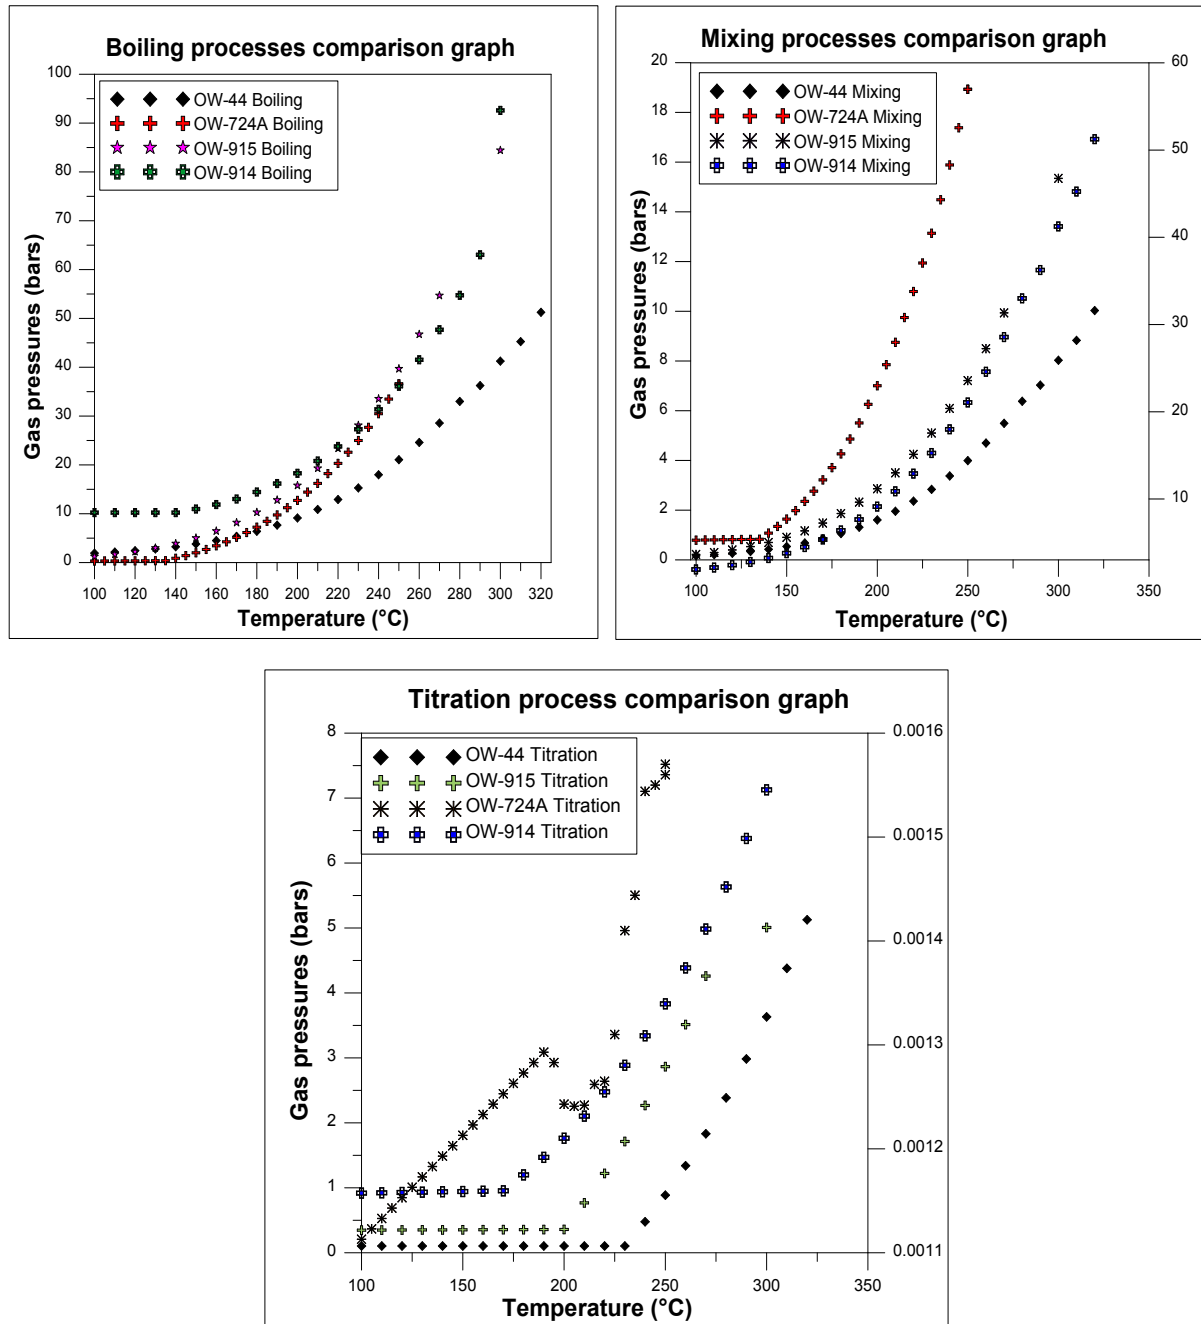 Boiling processes comparison graph
100
90
80
70
60
50
40
30
20
10
0
Gas pressures (bars)
OW-44 Boiling
OW-724A Boiling
OW-915 Boiling
OW-914 Boiling
100 120 140 160 180 200 220 240 260 280 300 320
Temperature (°C)
Mixing processes comparison graph
20
18
16
14
12
10
8
6
4
2
0
Gas pressures (bars)
OW-44 Mixing
OW-724A Mixing
OW-915 Mixing
OW-914 Mixing
60
50
40
30
20
10
100 150 200 250 300 350
Temperature (°C)
Titration process comparison graph
8
7
6
5
4
3
2
1
0
Gas pressures (bars)
OW-44 Titration
OW-915 Titration
OW-724A Titration
OW-914 Titration
0.0016
0.0015
0.0014
0.0013
0.0012
0.0011
100 150 200 250 300 350
Temperature (°C)